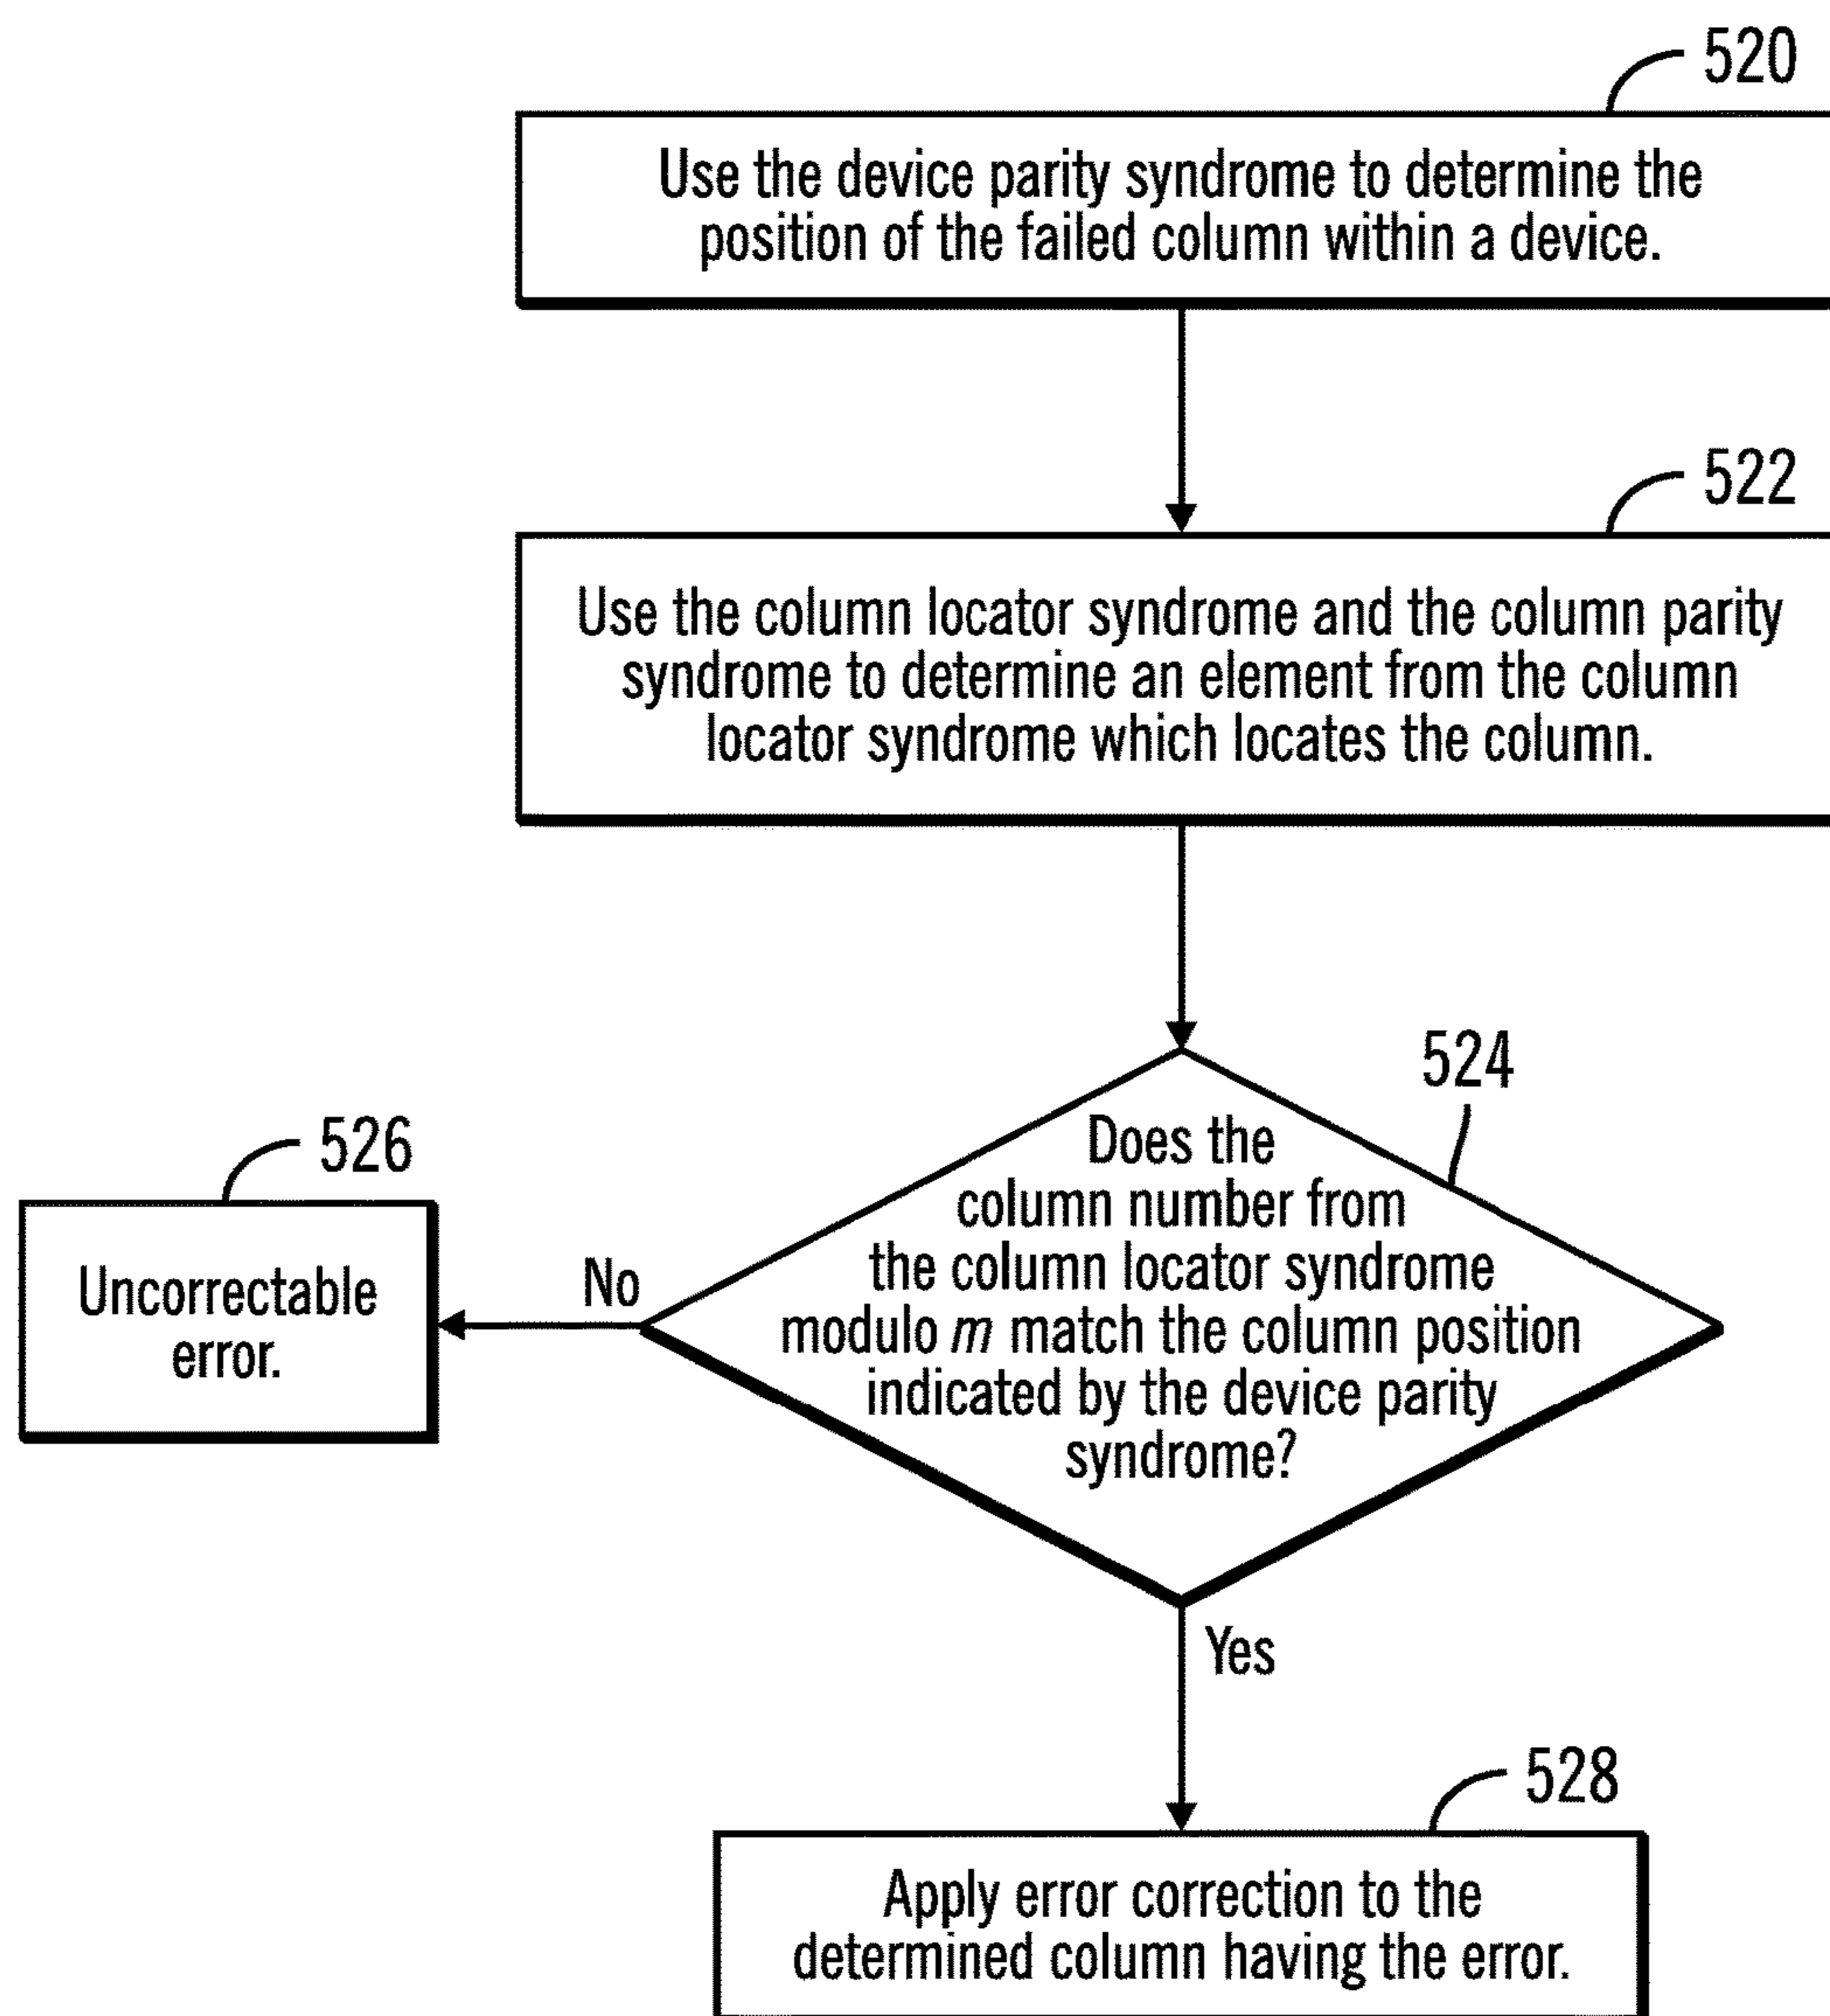 520
Use the device parity syndrome to determine the
position of the failed column within a device.
522
Use the column locator syndrome and the column parity
syndrome to determine an element from the column
locator syndrome which locates the column.
524
Does the
column number from
the column locator syndrome
modulo m match the column position
indicated by the device parity
syndrome?
526
Uncorrectable
error.
No
Yes
528
Apply error correction to the
determined column having the error.